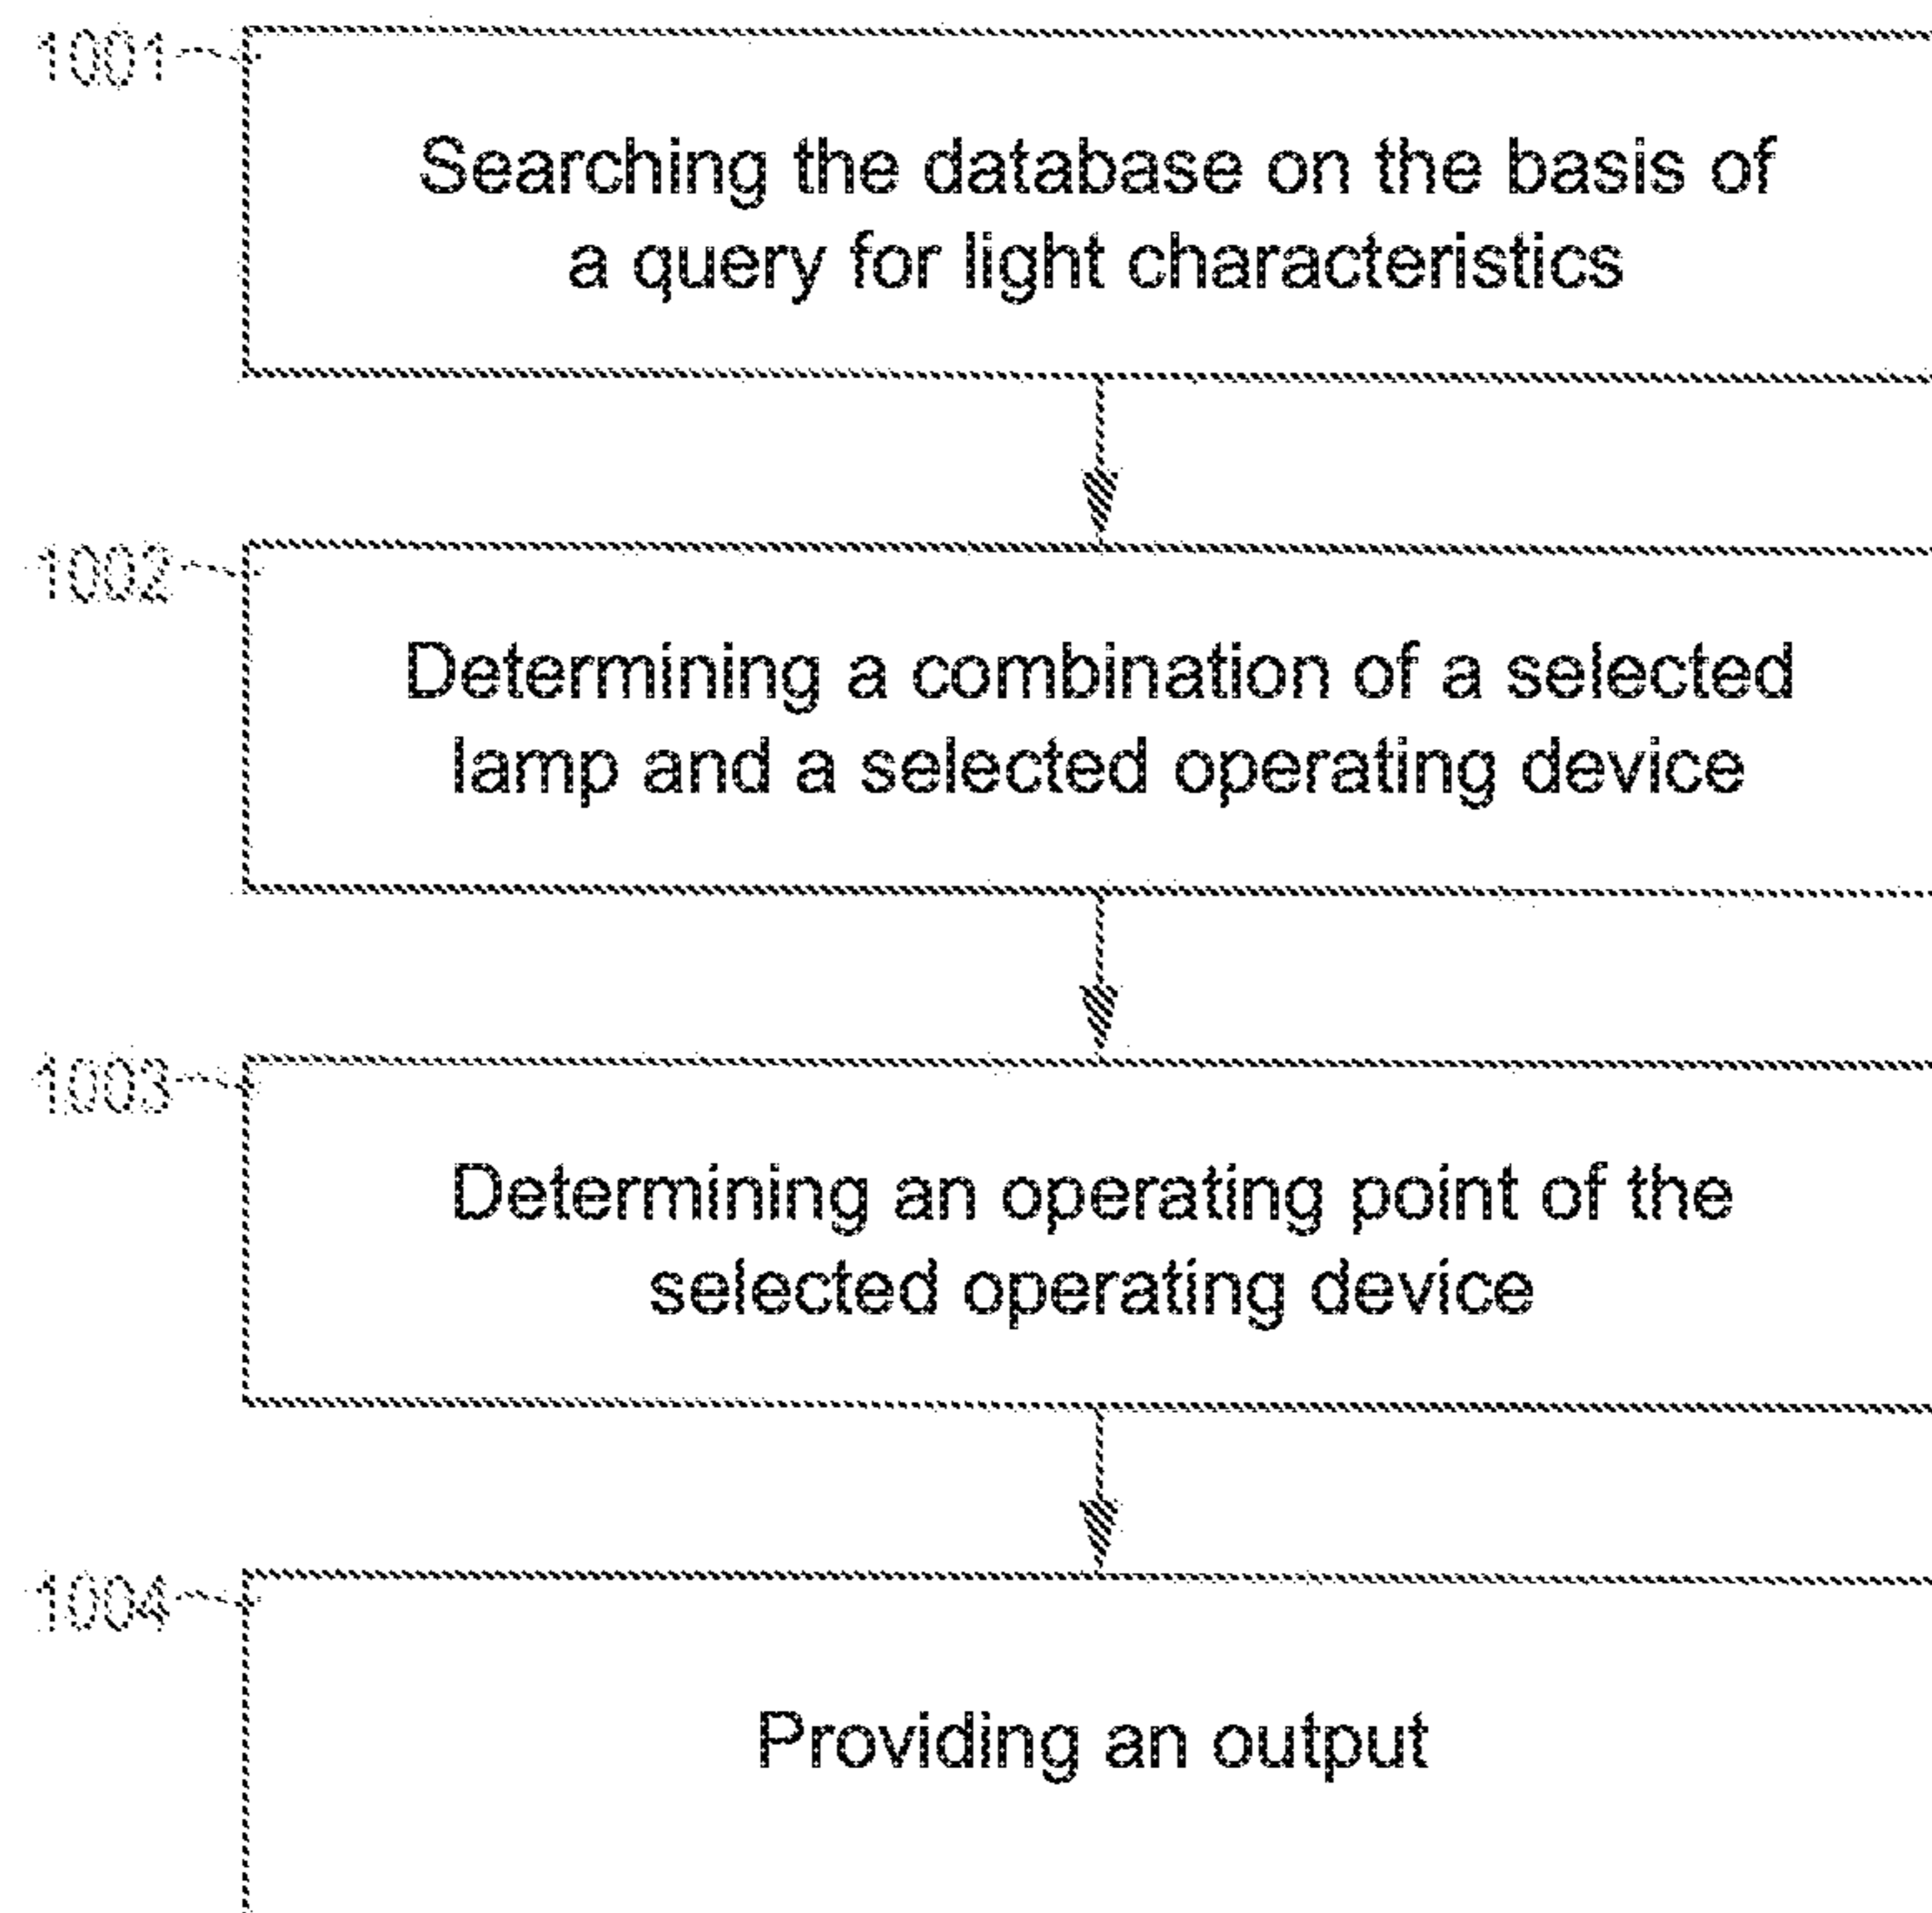 1001
Searching the database on the basis of
a query for light characteristics
1002
Determining a combination of a selected
lamp and a selected operating device
1003
Determining an operating point of the
selected operating device
1004
Providing an output